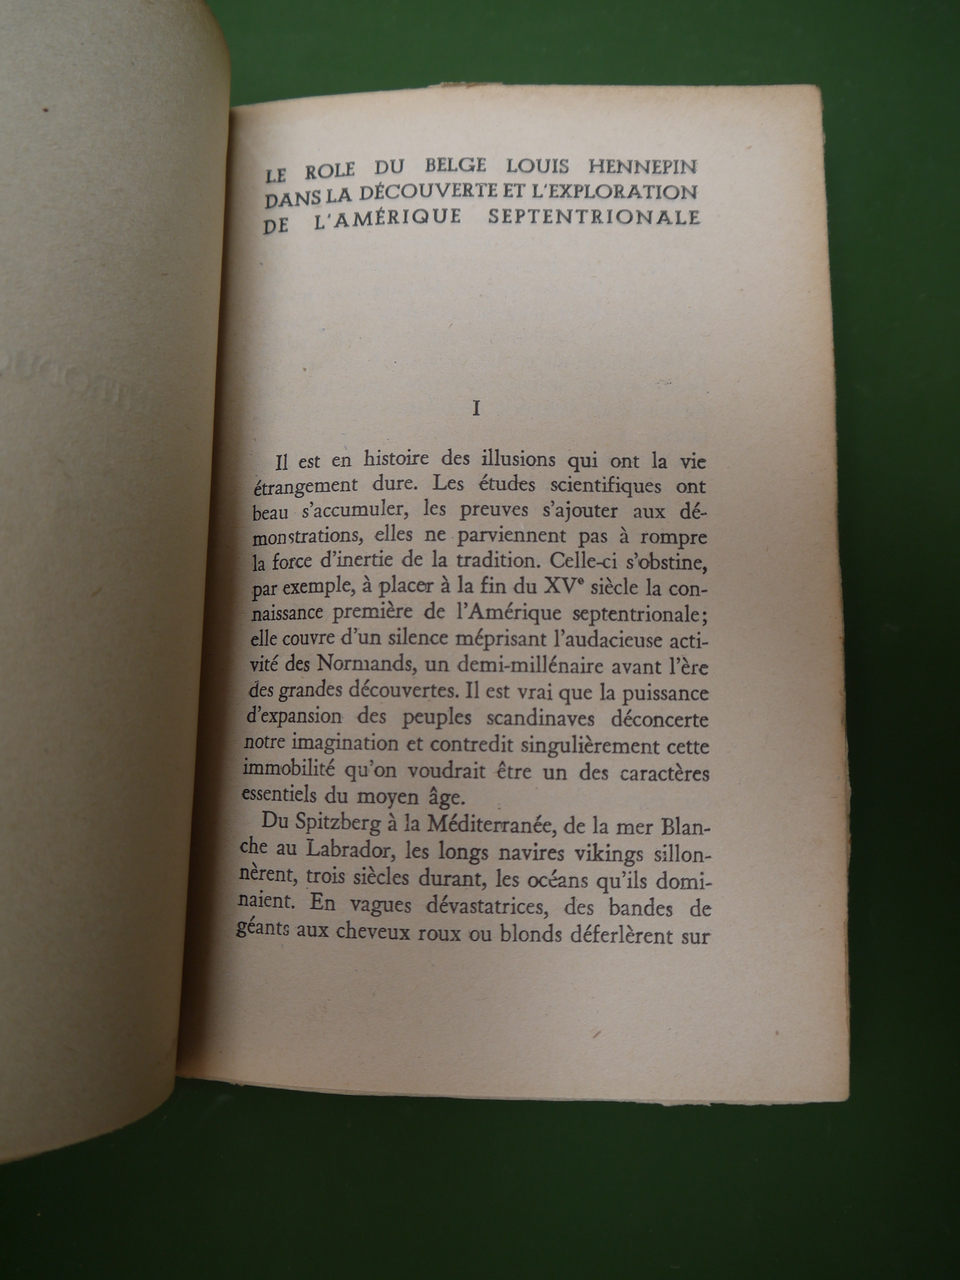 LE ROLE DU BELGE LOUIS HENNEPIN
DANS LA DÉCOUVERTE ET L'EXPLORATION
DE L'AMÉRIQUE SEPTENTRIONALE
I
Il est en histoire des illusions qui ont la vie
étrangement dure. Les études scientifiques ont
beau s'accumuler, les preuves s'ajouter aux dé-
monstrations, elles ne parviennent pas à rompre
la force d'inertie de la tradition. Celle-ci s'obstine,
par exemple, à placer à la fin du XVe siècle la con-
naissance première de l'Amérique septentrionale;
elle couvre d'un silence méprisant l'audacieuse acti-
vité des Normands, un demi-millénaire avant l'ère
des grandes découvertes. Il est vrai que la puissance
d'expansion des peuples scandinaves déconcerte
notre imagination et contredit singulièrement cette
immobilité qu'on voudrait être un des caractères
essentiels du moyen âge.
Du Spitzberg à la Méditerranée, de la mer Blan-
che au Labrador, les longs navires vikings sillon-
nèrent, trois siècles durant, les océans qu'ils domi-
naient. En vagues dévastatrices, des bandes de
géants aux cheveux roux ou blonds déferlèrent sur